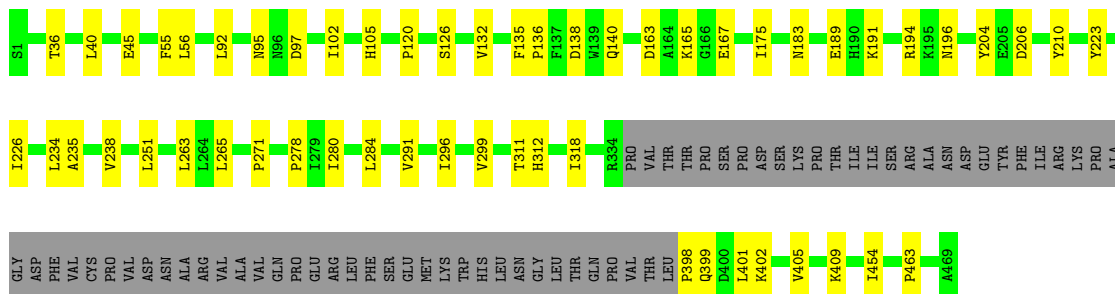 S1 T36 L40 E45 F55 L56 L92 N95 N96 D97 I102 H105 P120 S126 V132 F135 P136 F137 D138 W139 Q140 D163 A164 K165 G166 E167 I175 N183 E189 H190 K191 R194 K195 N196 Y204 E205 D206 Y210 Y223
I226 L234 A235 V238 L251 L263 L264 L265 P271 P278 I279 I280 L284 V291 I296 V299 T311 H312 I318 R334 PRO VAL THR THR PRO SER PRO ASP SER LYS PRO THR ILE ILE SER ARG ALA ASN ASP GLU TYR PHE ILE ARG LYS PRO ALA
GLY ASP PHE VAL CYS PRO VAL ASP ASN ALA ARG VAL ALA VAL GLN PRO GLU ARG LEU PHE SER GLU MET LYS TRP HIS LEU ASN GLY LEU THR GLN PRO VAL THR LEU P398 Q399 D400 L401 K402 V405 K409 I454 P463 A469